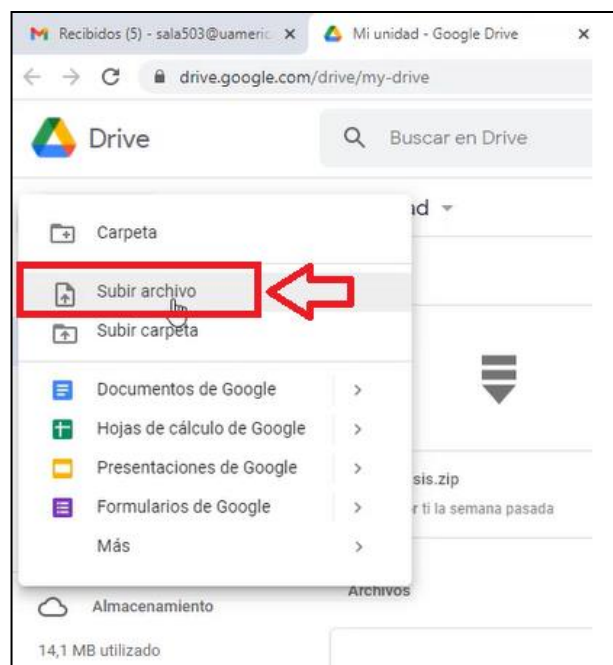 Recibidos (5) - sala503@uameric
Mi unidad - Google Drive
drive.google.com/drive/my-drive
Drive
Buscar en Drive
ad
Carpeta
Subir archivo
Subir carpeta
Documentos de Google
Hojas de cálculo de Google
Presentaciones de Google
sis.zip
Formularios de Google
r ti la semana pasada
Más
Archivos
Almacenamiento
14,1 MB utilizado